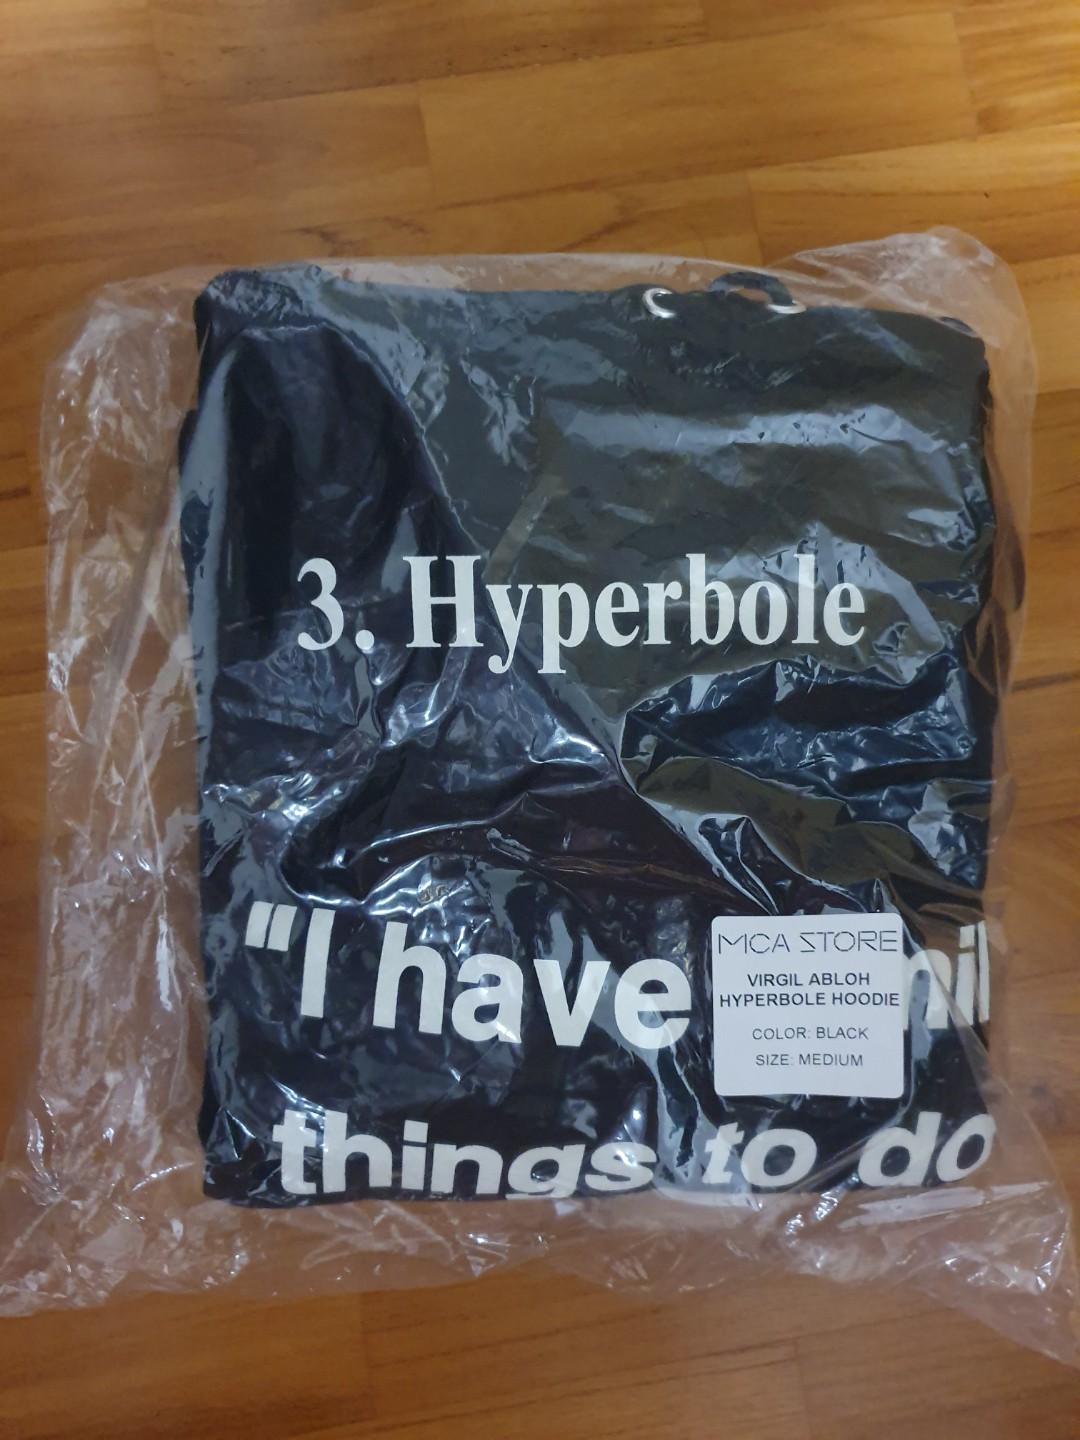 3. Hyperbole
"I have
MCA STORE
VIRGIL ABLOH
HYPERBOLE HOODIE
COLOR: BLACK
SIZE: MEDIUM
things to do